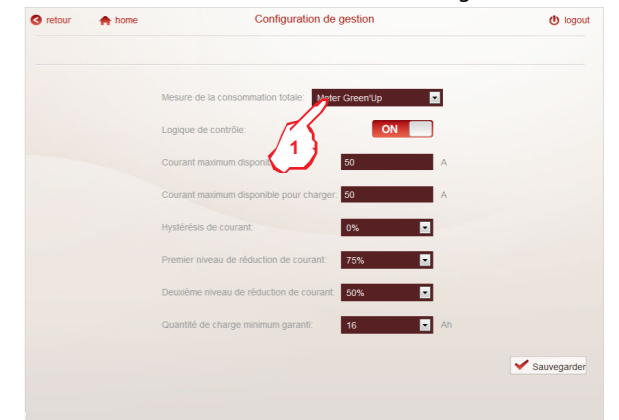 retour home Configuration de gestion logout
Mesure de la consommation totale: Meter Green'Up
Logique de contrôle: ON
1
Courant maximum 50 A
Courant maximum disponible pour charger: 50 A
Hystérésis de courant: 0%
Premier niveau de réduction de courant: 75%
Deuxième niveau de réduction de courant: 50%
Quantité de charge minimum garanti: 16 Ah
Sauvegarder